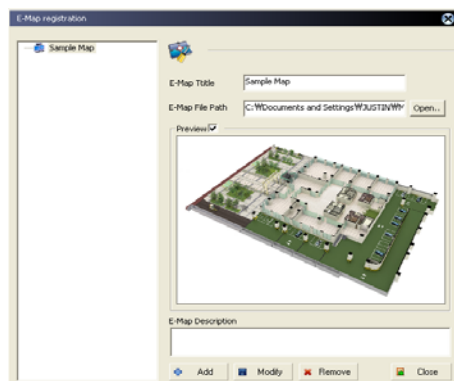 E-Map registration
Sample Map
E-Map Ttitle
Sample Map
E-Map File Path
C:₩Documents and Settings₩JUSTIN₩M
Open..
Preview
E-Map Description
Add
Modify
Remove
Close